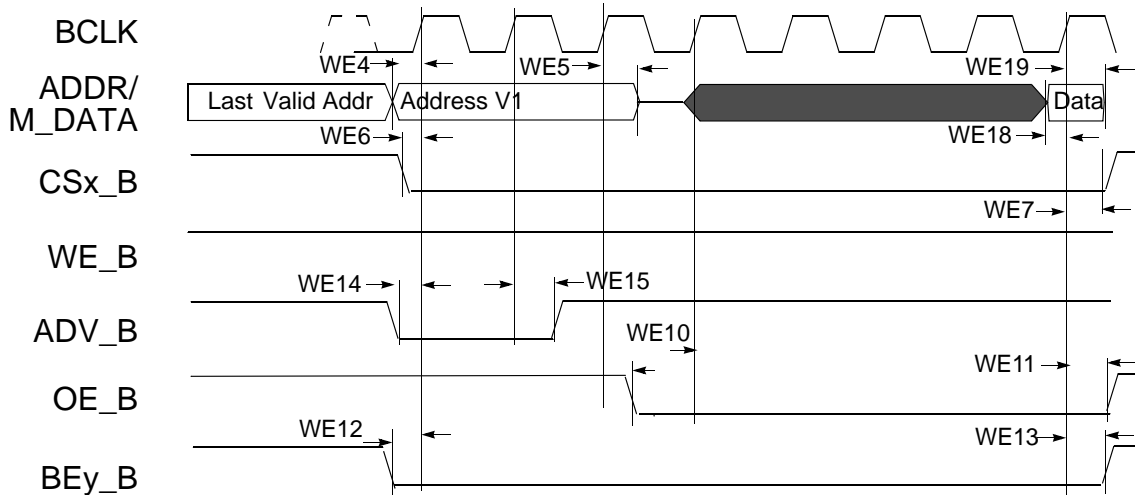 BCLK
WE4
WE5
WE19
ADDR/
M_DATA
Last Valid Addr
Address V1
Data
WE6
WE18
CSx_B
WE7
WE_B
WE14
WE15
ADV_B
WE10
WE11
OE_B
WE12
WE13
BEy_B